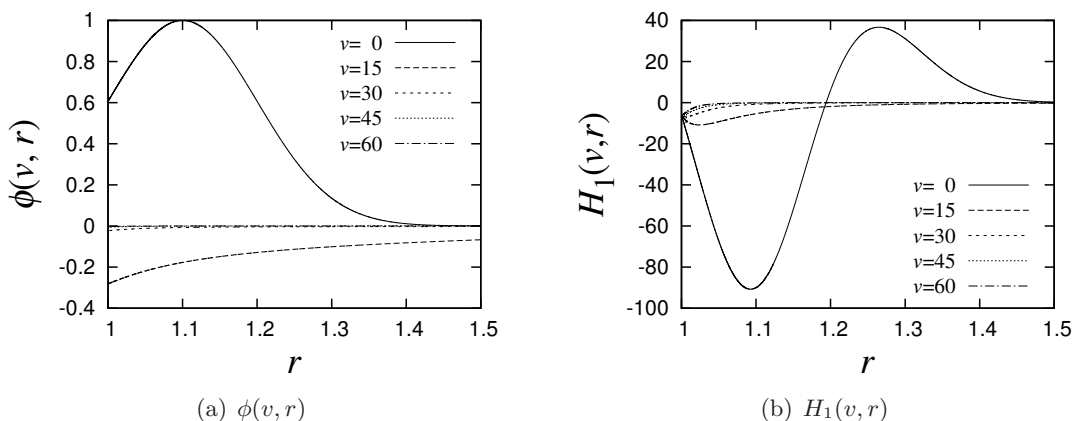 1
0.8
0.6
0.4
0.2
0
-0.2
-0.4
ϕ(v, r)
v= 0
v=15
v=30
v=45
v=60
1 1.1 1.2 1.3 1.4 1.5
r
(a) ϕ(v, r)
40
20
0
-20
-40
-60
-80
-100
H₁(v,r)
v= 0
v=15
v=30
v=45
v=60
1 1.1 1.2 1.3 1.4 1.5
r
(b) H₁(v, r)